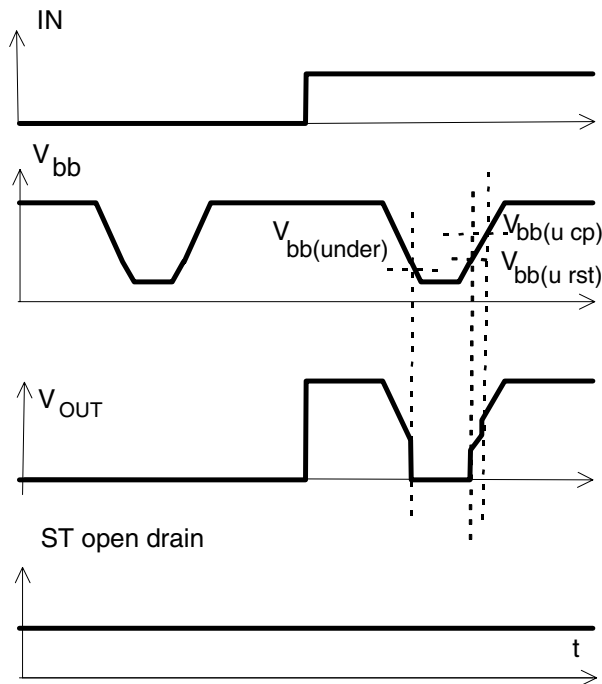 IN
V bb
V bb(under)
V bb(u cp)
V bb(u rst)
V OUT
ST open drain
t